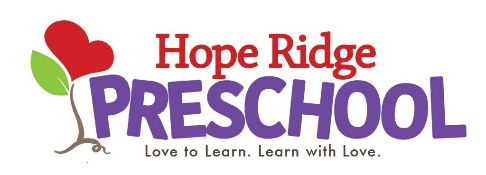 Hope Ridge
PRESCHOOL
Love to Learn. Learn with Love.